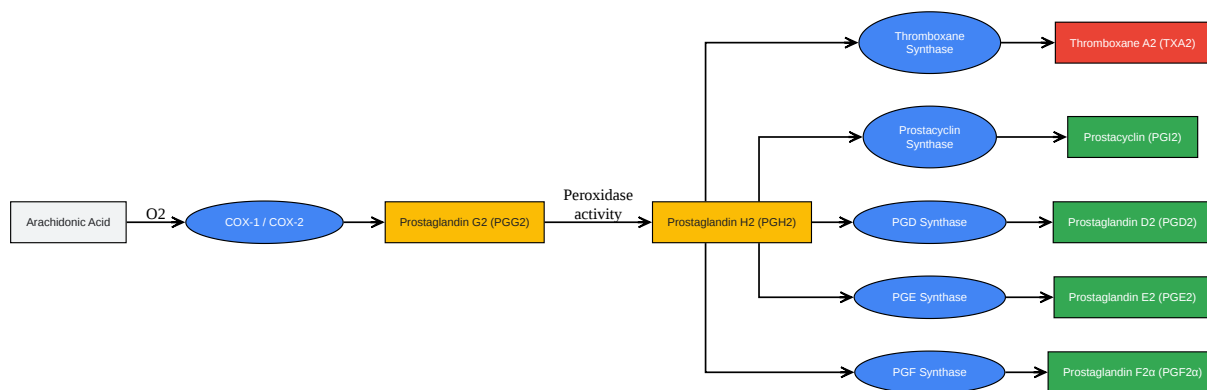 Thromboxane
Synthase
Thromboxane A2 (TXA2)
Prostacyclin
Synthase
Prostacyclin (PGI2)
Arachidonic Acid
O2
COX-1 / COX-2
Prostaglandin G2 (PGG2)
Peroxidase
activity
Prostaglandin H2 (PGH2)
PGD Synthase
Prostaglandin D2 (PGD2)
PGE Synthase
Prostaglandin E2 (PGE2)
PGF Synthase
Prostaglandin F2α (PGF2α)